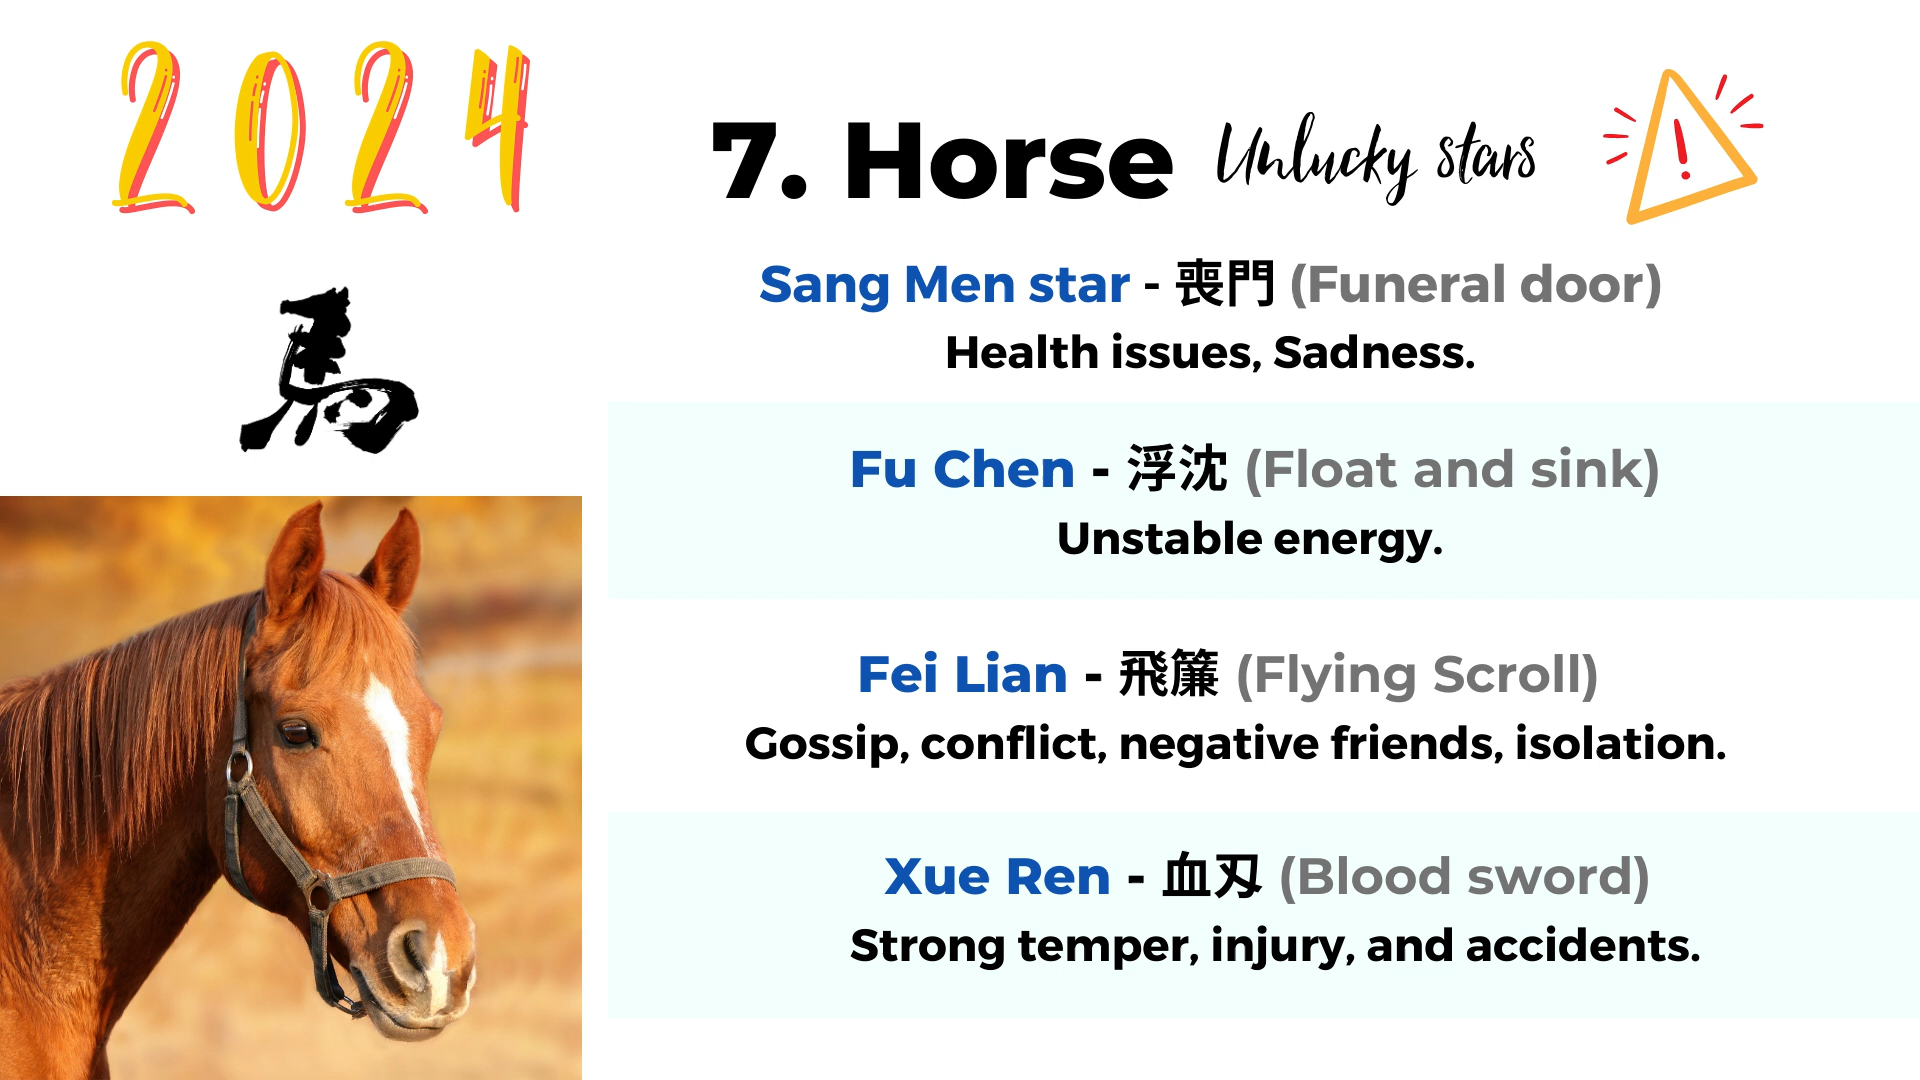 2024
7. Horse Unlucky stars
馬
Sang Men star - 喪門 (Funeral door)
Health issues, Sadness.
Fu Chen - 浮沈 (Float and sink)
Unstable energy.
Fei Lian - 飛簾 (Flying Scroll)
Gossip, conflict, negative friends, isolation.
Xue Ren - 血刄 (Blood sword)
Strong temper, injury, and accidents.